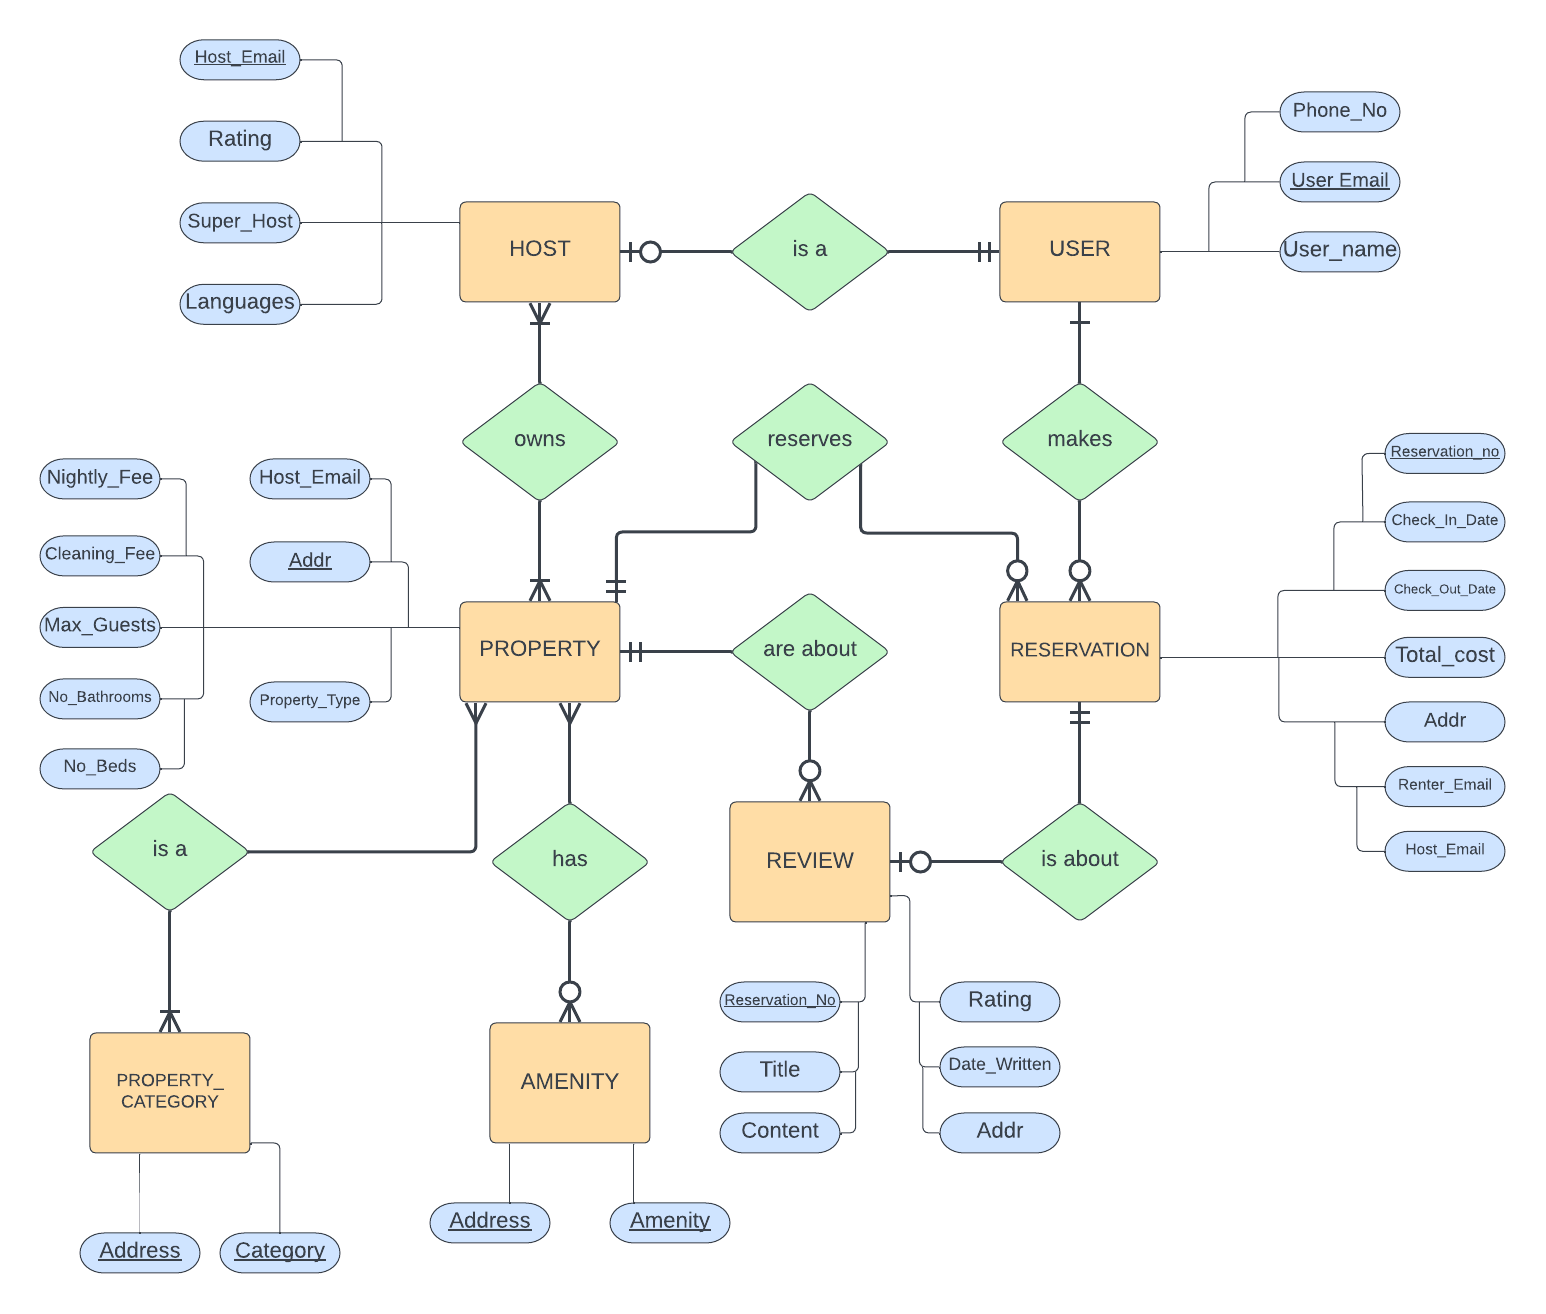 Host_Email
Phone_No
Rating
User Email
Super_Host
HOST
is a
USER
User_name
Languages
owns
reserves
makes
Reservation_no
Nightly_Fee
Host_Email
Check_In_Date
Cleaning_Fee
Addr
Check_Out_Date
Max_Guests
PROPERTY
are about
RESERVATION
Total_cost
No_Bathrooms
Property_Type
Addr
No_Beds
Renter_Email
is a
has
REVIEW
is about
Host_Email
Reservation_No
Rating
PROPERTY_
CATEGORY
AMENITY
Title
Date_Written
Content
Addr
Address
Category
Address
Amenity